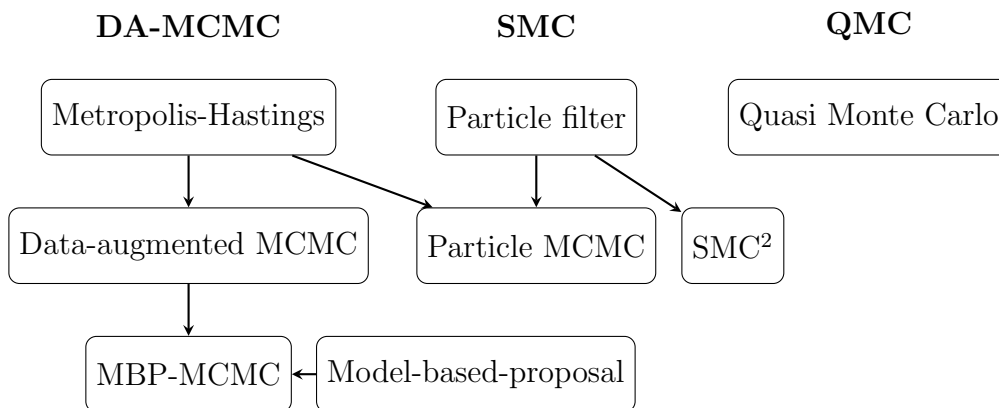 DA-MCMC SMC QMC
Metropolis-Hastings Particle filter Quasi Monte Carlo
Data-augmented MCMC Particle MCMC SMC²
MBP-MCMC Model-based-proposal